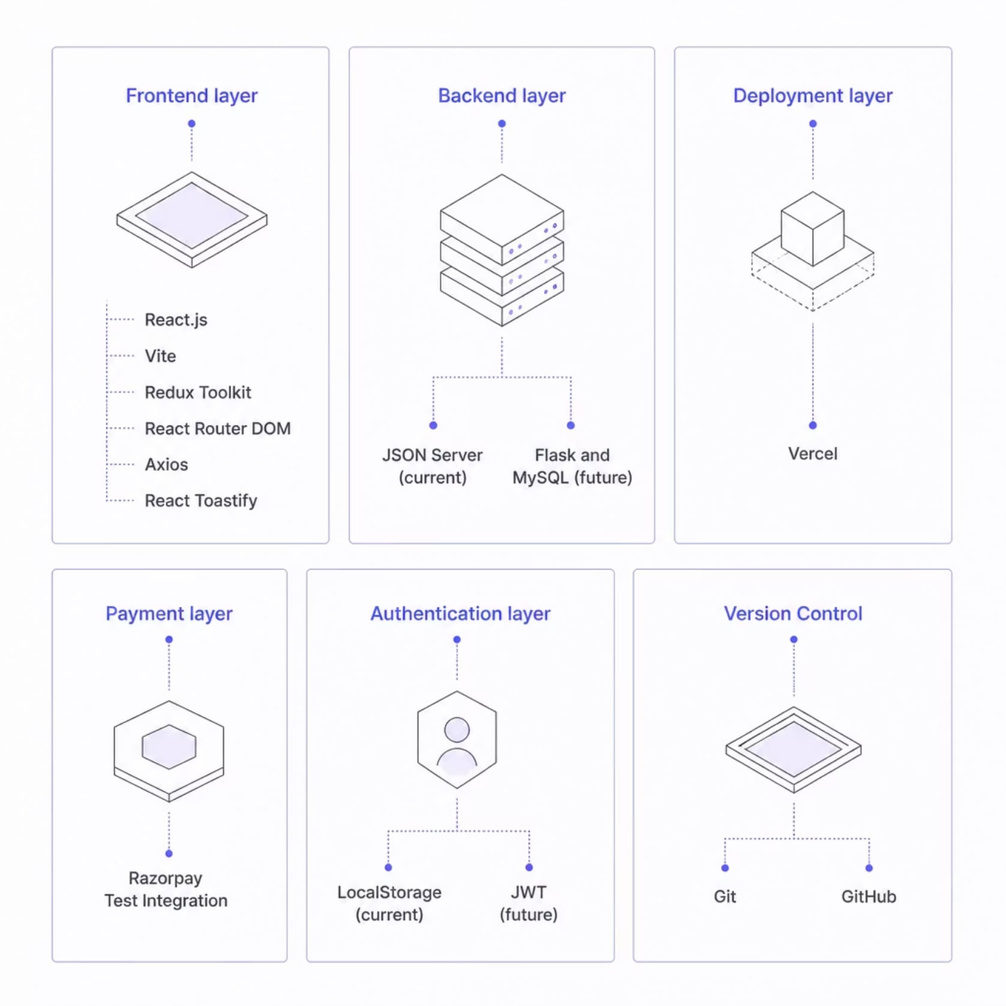 Frontend layer
React.js
Vite
Redux Toolkit
React Router DOM
Axios
React Toastify
Backend layer
JSON Server
(current)
Flask and
MySQL (future)
Deployment layer
Vercel
Payment layer
Razorpay
Test Integration
Authentication layer
LocalStorage
(current)
JWT
(future)
Version Control
Git
GitHub